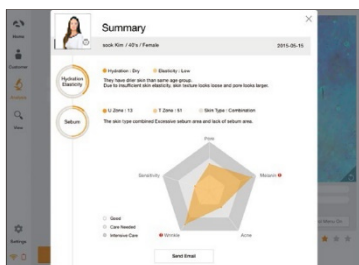 Summary
sook Kim / 40's / Female
2015-05-15
Home
Customer
View
Settings
Hydration
Elasticity
Hydration : Dry
Elasticity : Low
They have drier skin than same age group.
Due to insufficient skin elasticity, skin texture looks loose and pore looks larger.
Sebum
U Zone : 13
T Zone : 51
Skin Type : Combination
The skin type combined Excessive sebum area and lack of sebum area.
Pore
Sensitivity
Melanin
Wrinkle
Acne
Good
Care Needed
Intensive Care
Send Email